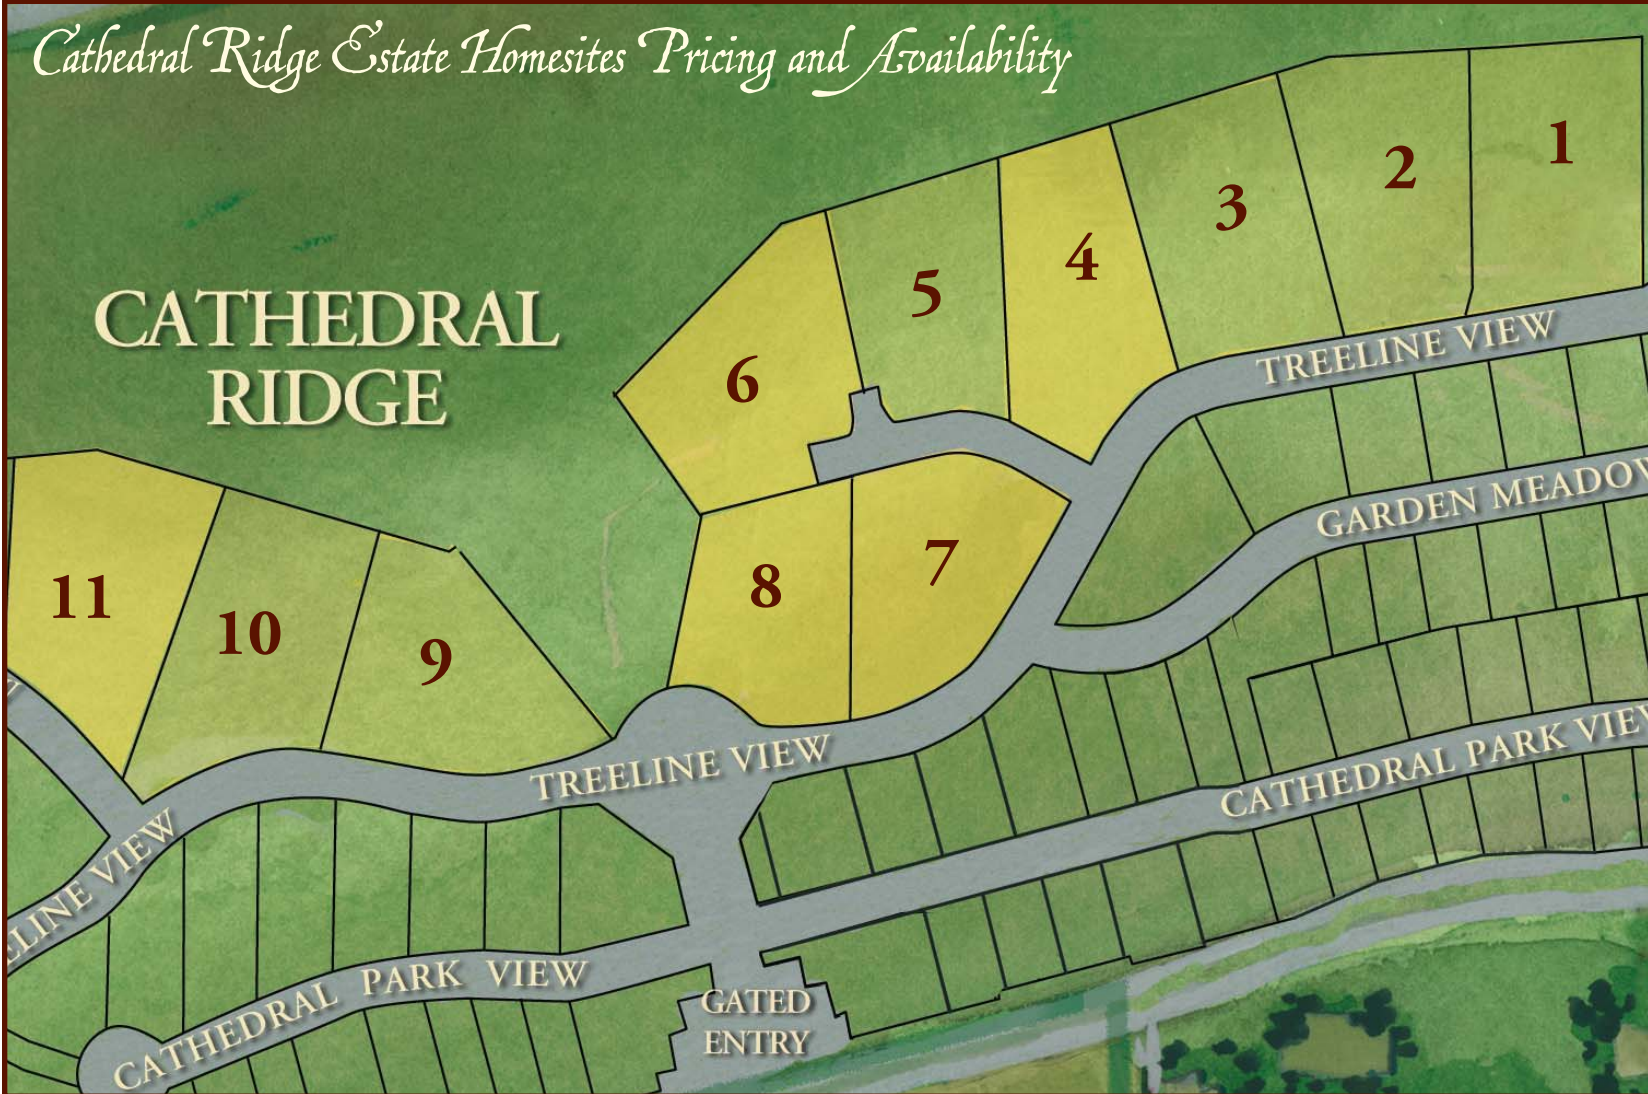 Cathedral Ridge Estate Homesites Pricing and Availability
1
2
3
4
5
6
CATHEDRAL
RIDGE
TREELINE VIEW
GARDEN MEADOW
7
8
9
10
11
TREELINE VIEW
CATHEDRAL PARK VIEW
ELINE VIEW
CATHEDRAL PARK VIEW
GATED
ENTRY